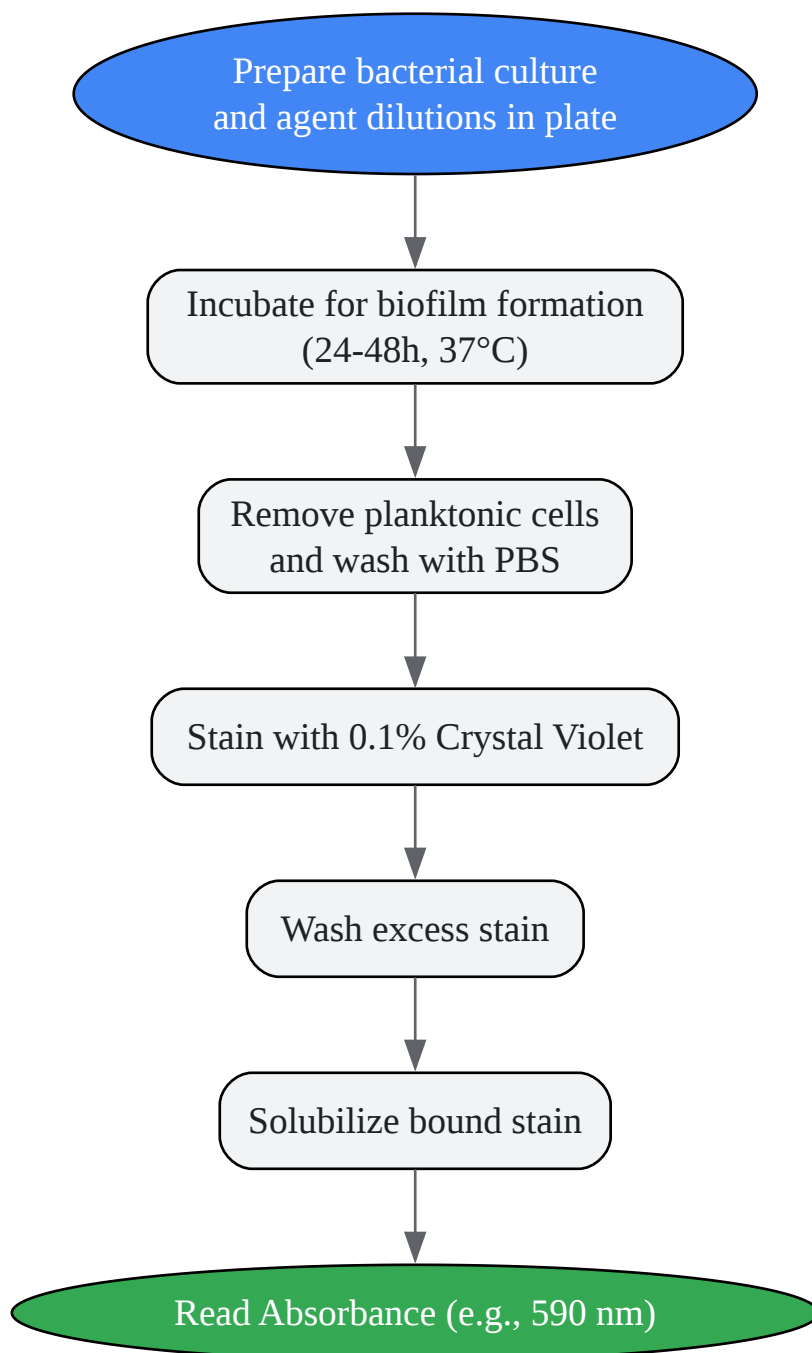 Prepare bacterial culture
and agent dilutions in plate
Incubate for biofilm formation
(24-48h, 37°C)
Remove planktonic cells
and wash with PBS
Stain with 0.1% Crystal Violet
Wash excess stain
Solubilize bound stain
Read Absorbance (e.g., 590 nm)